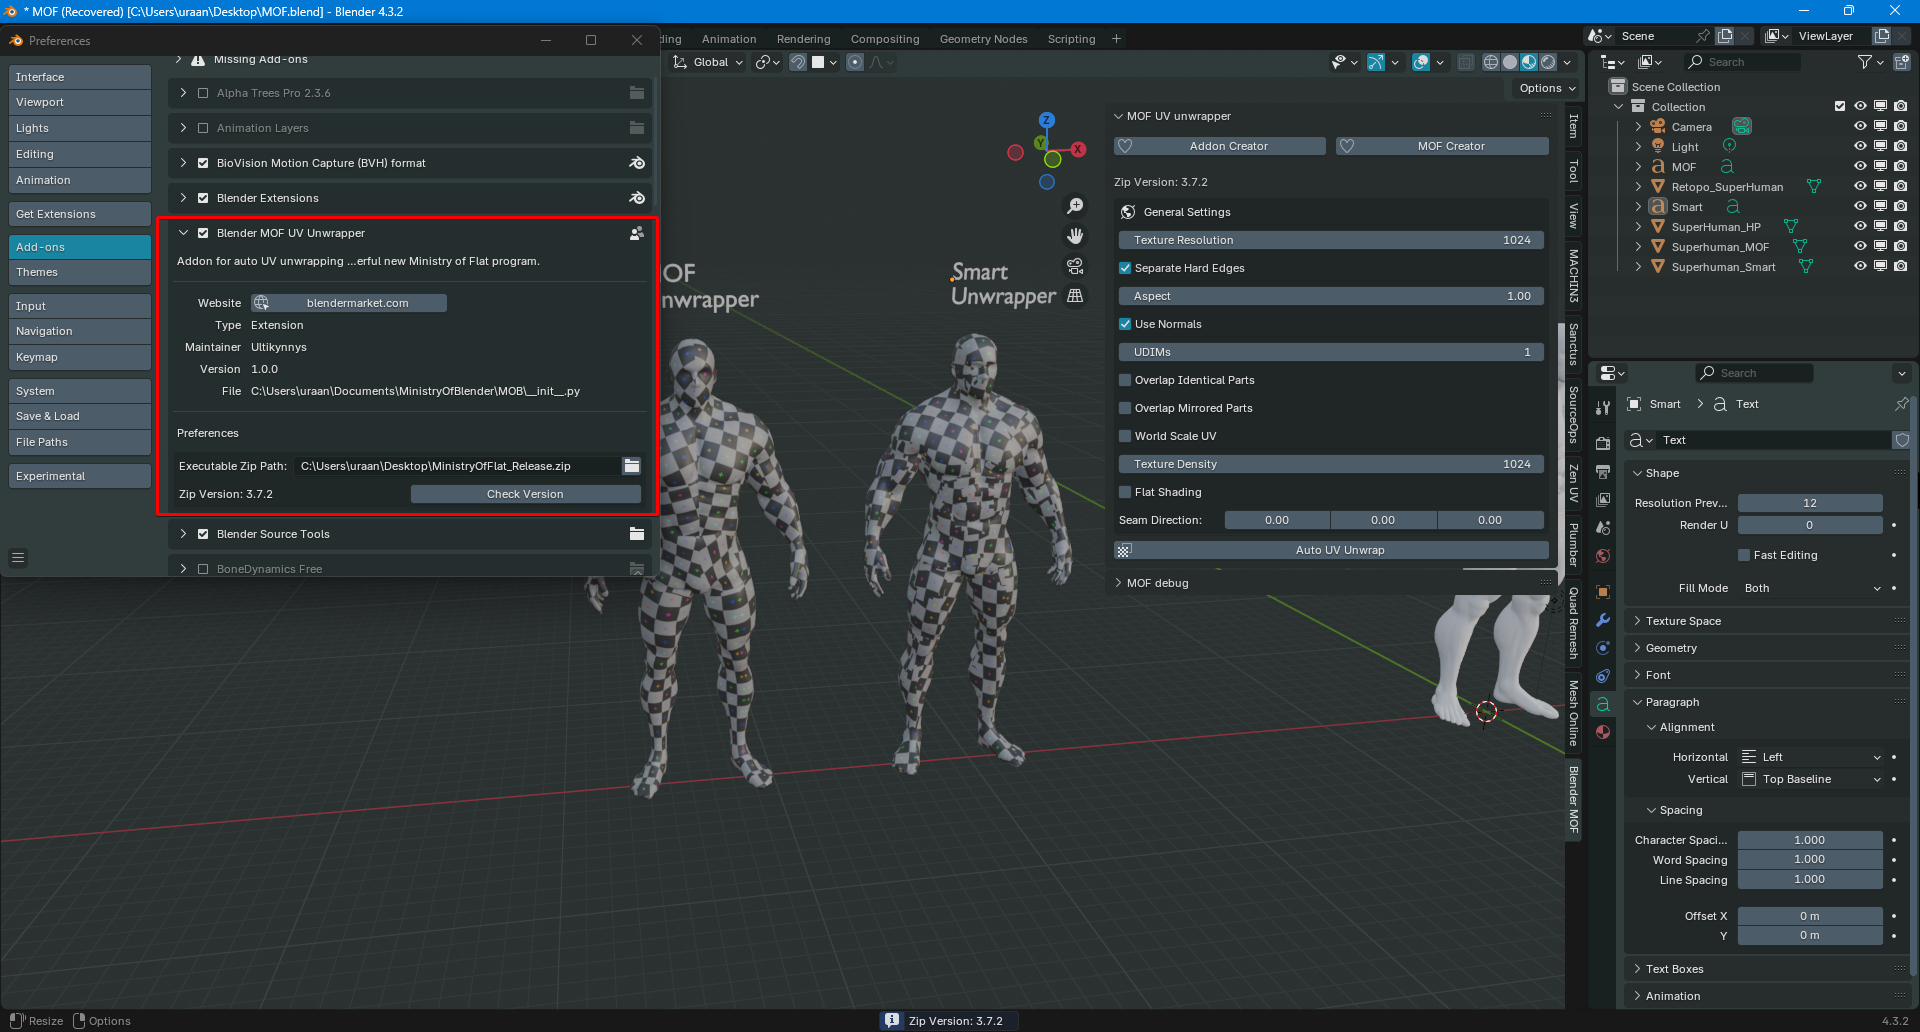 * MOF (Recovered) [C:\Users\uraan\Desktop\MOF.blend] - Blender 4.3.2
Preferences
Interface
Viewport
Lights
Editing
Animation
Get Extensions
Add-ons
Themes
Input
Navigation
Keymap
System
Save & Load
File Paths
Experimental
Missing Add-ons
Alpha Trees Pro 2.3.6
Animation Layers
BioVision Motion Capture (BVH) format
Blender Extensions
Blender MOF UV Unwrapper
Addon for auto UV unwrapping ...erful new Ministry of Flat program.
Website blendermarket.com
Type Extension
Maintainer Ultikynnys
Version 1.0.0
File C:\Users\uraan\Documents\MinistryOfBlender\MOB\__init__.py
Preferences
Executable Zip Path: C:\Users\uraan\Desktop\MinistryOfFlat_Release.zip
Zip Version: 3.7.2 Check Version
Blender Source Tools
BoneDynamics Free
ding Animation Rendering Compositing Geometry Nodes Scripting +
Global
Options
Z
Y
X
OF
nwrapper
Smart
Unwrapper
MOF UV unwrapper
Addon Creator MOF Creator
Zip Version: 3.7.2
General Settings
Texture Resolution 1024
Separate Hard Edges
Aspect 1.00
Use Normals
UDIMs 1
Overlap Identical Parts
Overlap Mirrored Parts
World Scale UV
Texture Density 1024
Flat Shading
Seam Direction: 0.00 0.00 0.00
Auto UV Unwrap
MOF debug
Item
Tool
View
MACHIN3
Sanctus
SourceOps
Zen UV
Plumber
Quad Remesh
Mesh Online
Blender MOF
Scene
ViewLayer
Search
Scene Collection
Collection
Camera
Light
MOF
Retopo_SuperHuman
Smart
SuperHuman_HP
Superhuman_MOF
Superhuman_Smart
Search
Smart > Text
Text
Shape
Resolution Prev... 12
Render U 0
Fast Editing
Fill Mode Both
Texture Space
Geometry
Font
Paragraph
Alignment
Horizontal Left
Vertical Top Baseline
Spacing
Character Spaci... 1.000
Word Spacing 1.000
Line Spacing 1.000
Offset X 0 m
Y 0 m
Text Boxes
Animation
Resize Options
Zip Version: 3.7.2
4.3.2